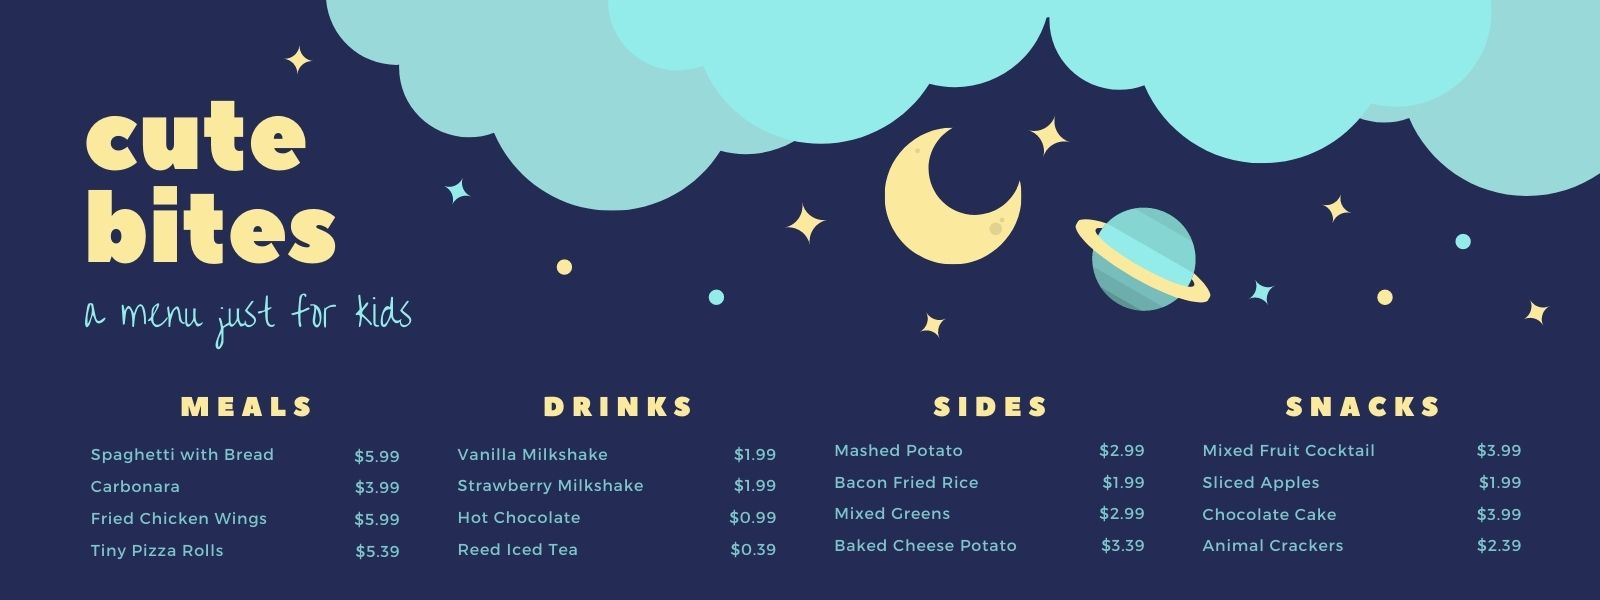 cute
bites
a menu just for kids
MEALS
Spaghetti with Bread $5.99
Carbonara $3.99
Fried Chicken Wings $5.99
Tiny Pizza Rolls $5.39
DRINKS
Vanilla Milkshake $1.99
Strawberry Milkshake $1.99
Hot Chocolate $0.99
Reed Iced Tea $0.39
SIDES
Mashed Potato $2.99
Bacon Fried Rice $1.99
Mixed Greens $2.99
Baked Cheese Potato $3.39
SNACKS
Mixed Fruit Cocktail $3.99
Sliced Apples $1.99
Chocolate Cake $3.99
Animal Crackers $2.39